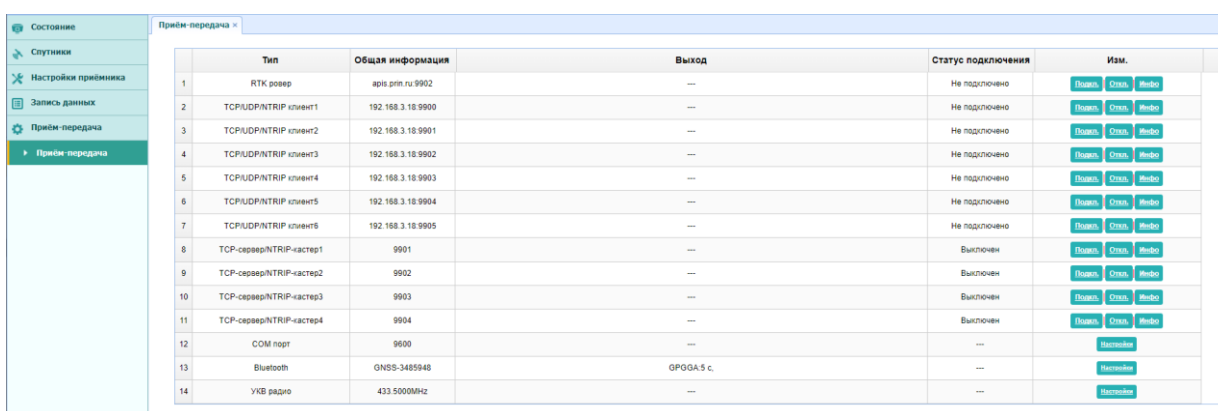 Состояние
Спутники
Настройки приёмника
Запись данных
Приём-передача
Приём-передача
Приём-передача ×
Тип Общая информация Выход Статус подключения Изм.
1 RTK ровер apis.prin.ru:9902 --- Не подключено Подкл. Откл. Инфо
2 TCP/UDP/NTRIP клиент1 192.168.3.18:9900 --- Не подключено Подкл. Откл. Инфо
3 TCP/UDP/NTRIP клиент2 192.168.3.18:9901 --- Не подключено Подкл. Откл. Инфо
4 TCP/UDP/NTRIP клиент3 192.168.3.18:9902 --- Не подключено Подкл. Откл. Инфо
5 TCP/UDP/NTRIP клиент4 192.168.3.18:9903 --- Не подключено Подкл. Откл. Инфо
6 TCP/UDP/NTRIP клиент5 192.168.3.18:9904 --- Не подключено Подкл. Откл. Инфо
7 TCP/UDP/NTRIP клиент6 192.168.3.18:9905 --- Не подключено Подкл. Откл. Инфо
8 TCP-сервер/NTRIP-кастер1 9901 --- Выключен Подкл. Откл. Инфо
9 TCP-сервер/NTRIP-кастер2 9902 --- Выключен Подкл. Откл. Инфо
10 TCP-сервер/NTRIP-кастер3 9903 --- Выключен Подкл. Откл. Инфо
11 TCP-сервер/NTRIP-кастер4 9904 --- Выключен Подкл. Откл. Инфо
12 COM порт 9600 --- --- Настройки
13 Bluetooth GNSS-3485948 GPGGA:5 с, --- Настройки
14 УКВ радио 433.5000MHz --- --- Настройки